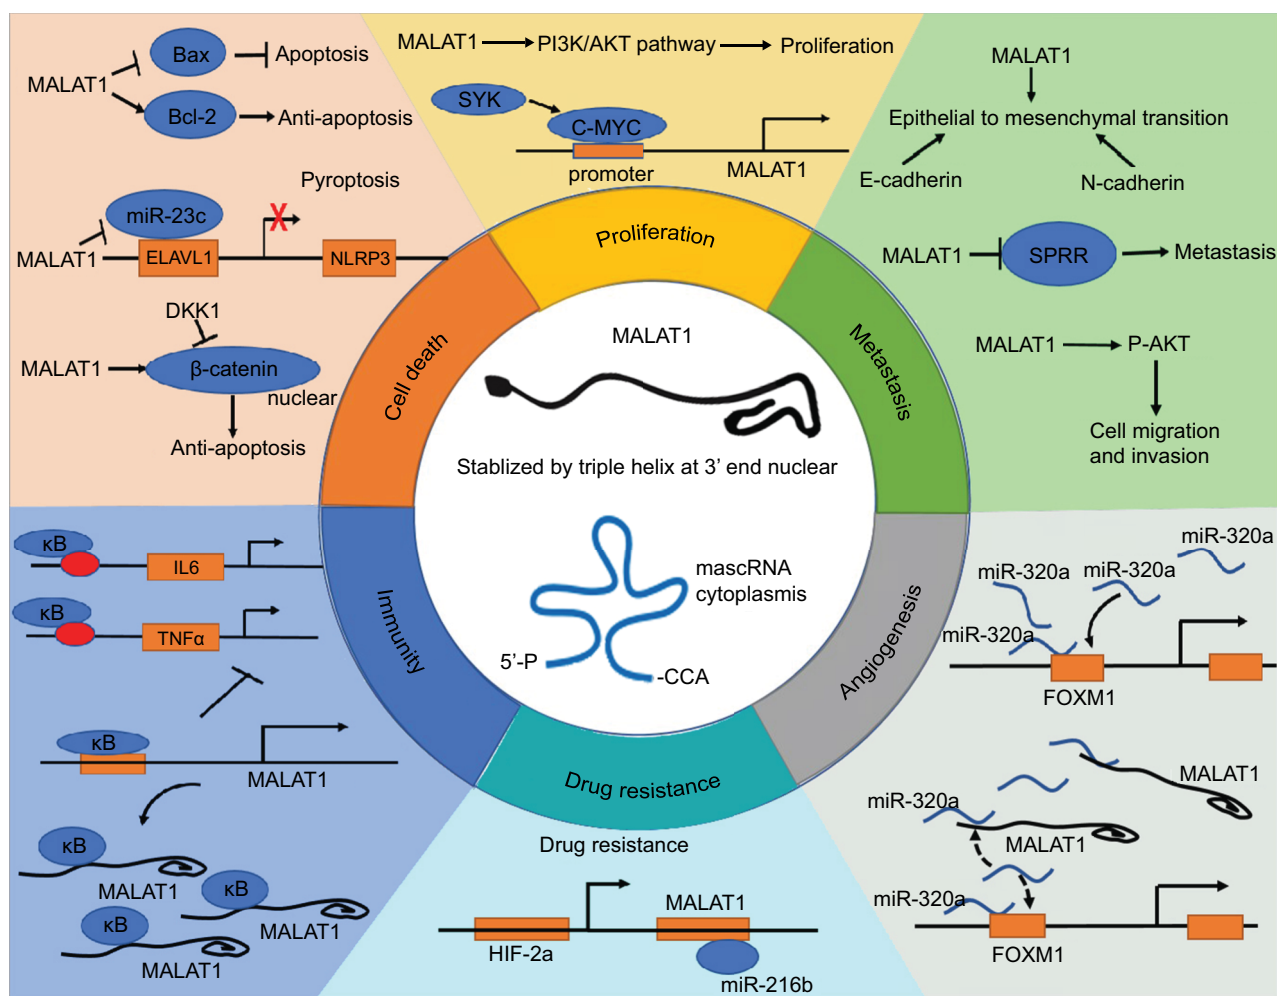 Bax
Apoptosis
MALAT1
Bcl-2
Anti-apoptosis
Pyroptosis
miR-23c
MALAT1
ELAVL1
X
NLRP3
DKK1
MALAT1
β-catenin
nuclear
Anti-apoptosis
MALAT1
PI3K/AKT pathway
Proliferation
SYK
C-MYC
promoter
MALAT1
MALAT1
Epithelial to mesenchymal transition
E-cadherin
N-cadherin
MALAT1
SPRR
Metastasis
MALAT1
P-AKT
Cell migration
and invasion
Proliferation
Cell death
Metastasis
Immunity
Angiogenesis
Drug resistance
MALAT1
Stablized by triple helix at 3' end nuclear
mascRNA
cytoplasmis
5'-P
-CCA
κB
IL6
κB
TNFα
κB
MALAT1
κB
MALAT1
κB
MALAT1
κB
MALAT1
Drug resistance
MALAT1
HIF-2a
miR-216b
miR-320a
miR-320a
miR-320a
miR-320a
FOXM1
MALAT1
miR-320a
MALAT1
miR-320a
FOXM1